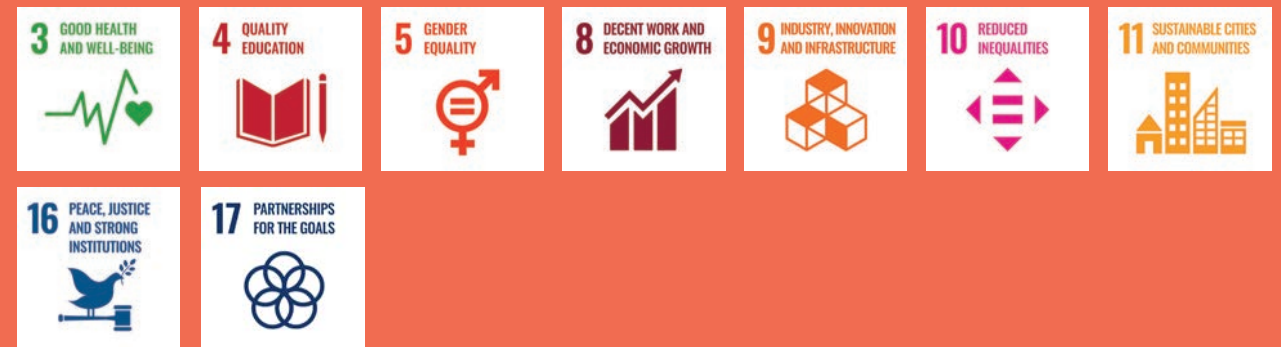 3 GOOD HEALTH
AND WELL-BEING
4 QUALITY
EDUCATION
5 GENDER
EQUALITY
8 DECENT WORK AND
ECONOMIC GROWTH
9 INDUSTRY, INNOVATION
AND INFRASTRUCTURE
10 REDUCED
INEQUALITIES
11 SUSTAINABLE CITIES
AND COMMUNITIES
16 PEACE, JUSTICE
AND STRONG
INSTITUTIONS
17 PARTNERSHIPS
FOR THE GOALS